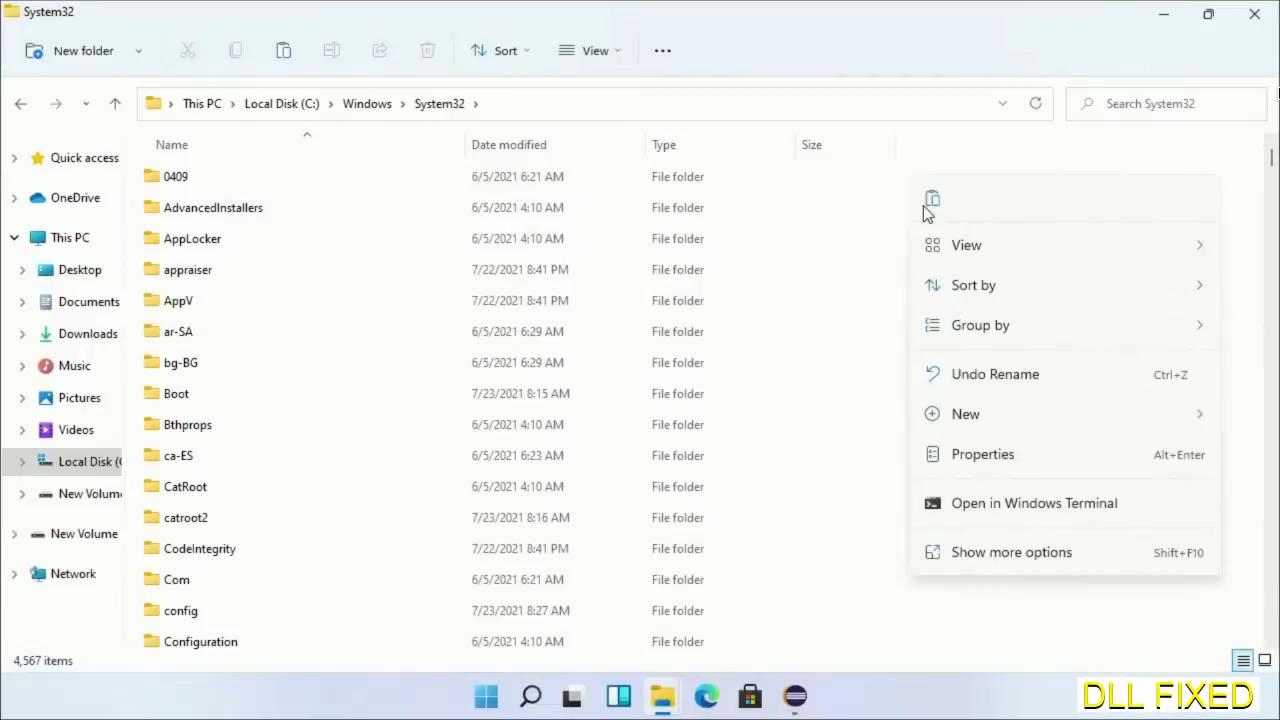 System32
New folder
Sort
View
This PC
Local Disk (C:)
Windows
System32
Search System32
Name
Date modified
Type
Size
Quick access
OneDrive
This PC
Desktop
Documents
Downloads
Music
Pictures
Videos
Local Disk (
New Volum
New Volume
Network
0409 6/5/2021 6:21 AM File folder
AdvancedInstallers 6/5/2021 4:10 AM File folder
AppLocker 6/5/2021 4:10 AM File folder
appraiser 7/22/2021 8:41 PM File folder
AppV 7/22/2021 8:41 PM File folder
ar-SA 6/5/2021 6:29 AM File folder
bg-BG 6/5/2021 6:29 AM File folder
Boot 7/23/2021 8:15 AM File folder
Bthprops 6/5/2021 4:10 AM File folder
ca-ES 6/5/2021 6:23 AM File folder
CatRoot 6/5/2021 4:10 AM File folder
catroot2 7/23/2021 8:16 AM File folder
CodeIntegrity 7/22/2021 8:41 PM File folder
Com 6/5/2021 6:21 AM File folder
config 7/23/2021 8:27 AM File folder
Configuration 6/5/2021 4:10 AM File folder
View
Sort by
Group by
Undo Rename Ctrl+Z
New
Properties Alt+Enter
Open in Windows Terminal
Show more options Shift+F10
4,567 items
DLL FIXED